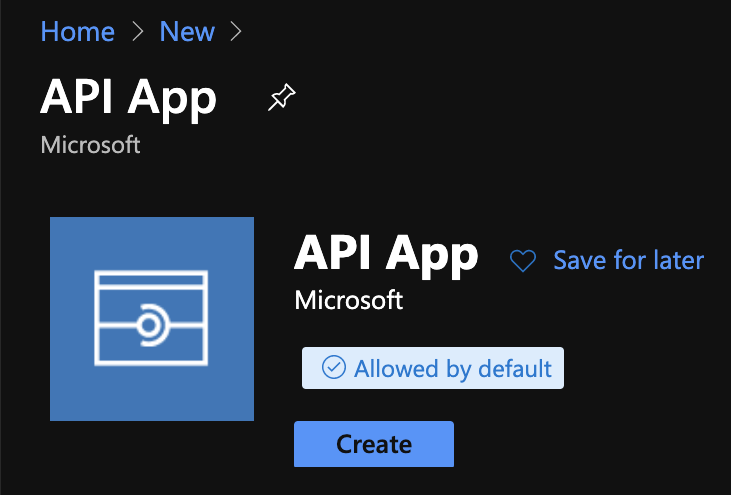 Home > New >
API App
Microsoft
API App
Save for later
Microsoft
Allowed by default
Create